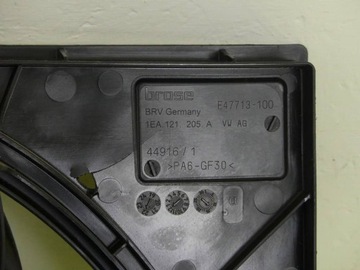 brose
E47713-100
BRV Germany
1EA 121 205 A VW AG
44916/1
>PA6-GF30<